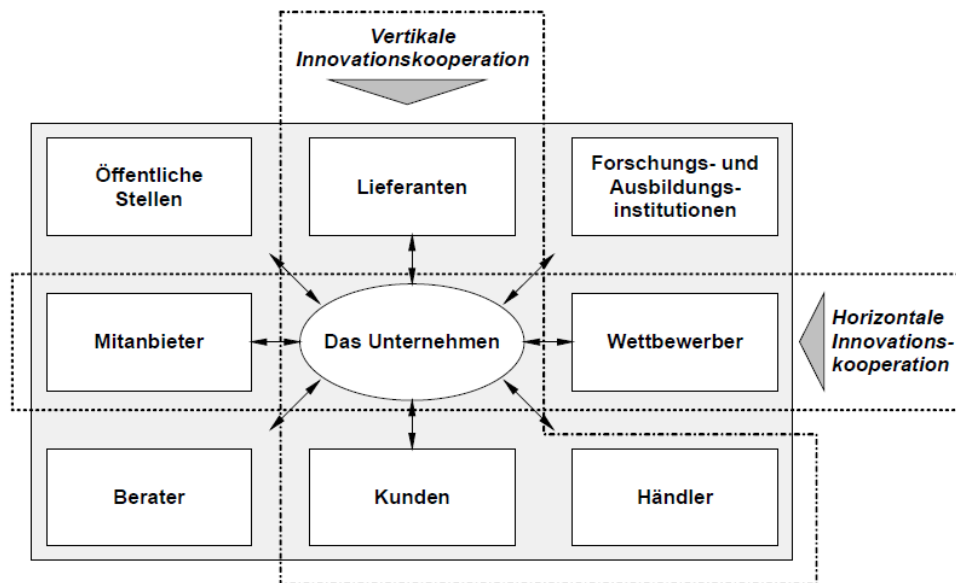 Vertikale
Innovationskooperation
Öffentliche
Stellen
Lieferanten
Forschungs- und
Ausbildungs-
institutionen
Mitanbieter
Das Unternehmen
Wettbewerber
Horizontale
Innovations-
kooperation
Berater
Kunden
Händler